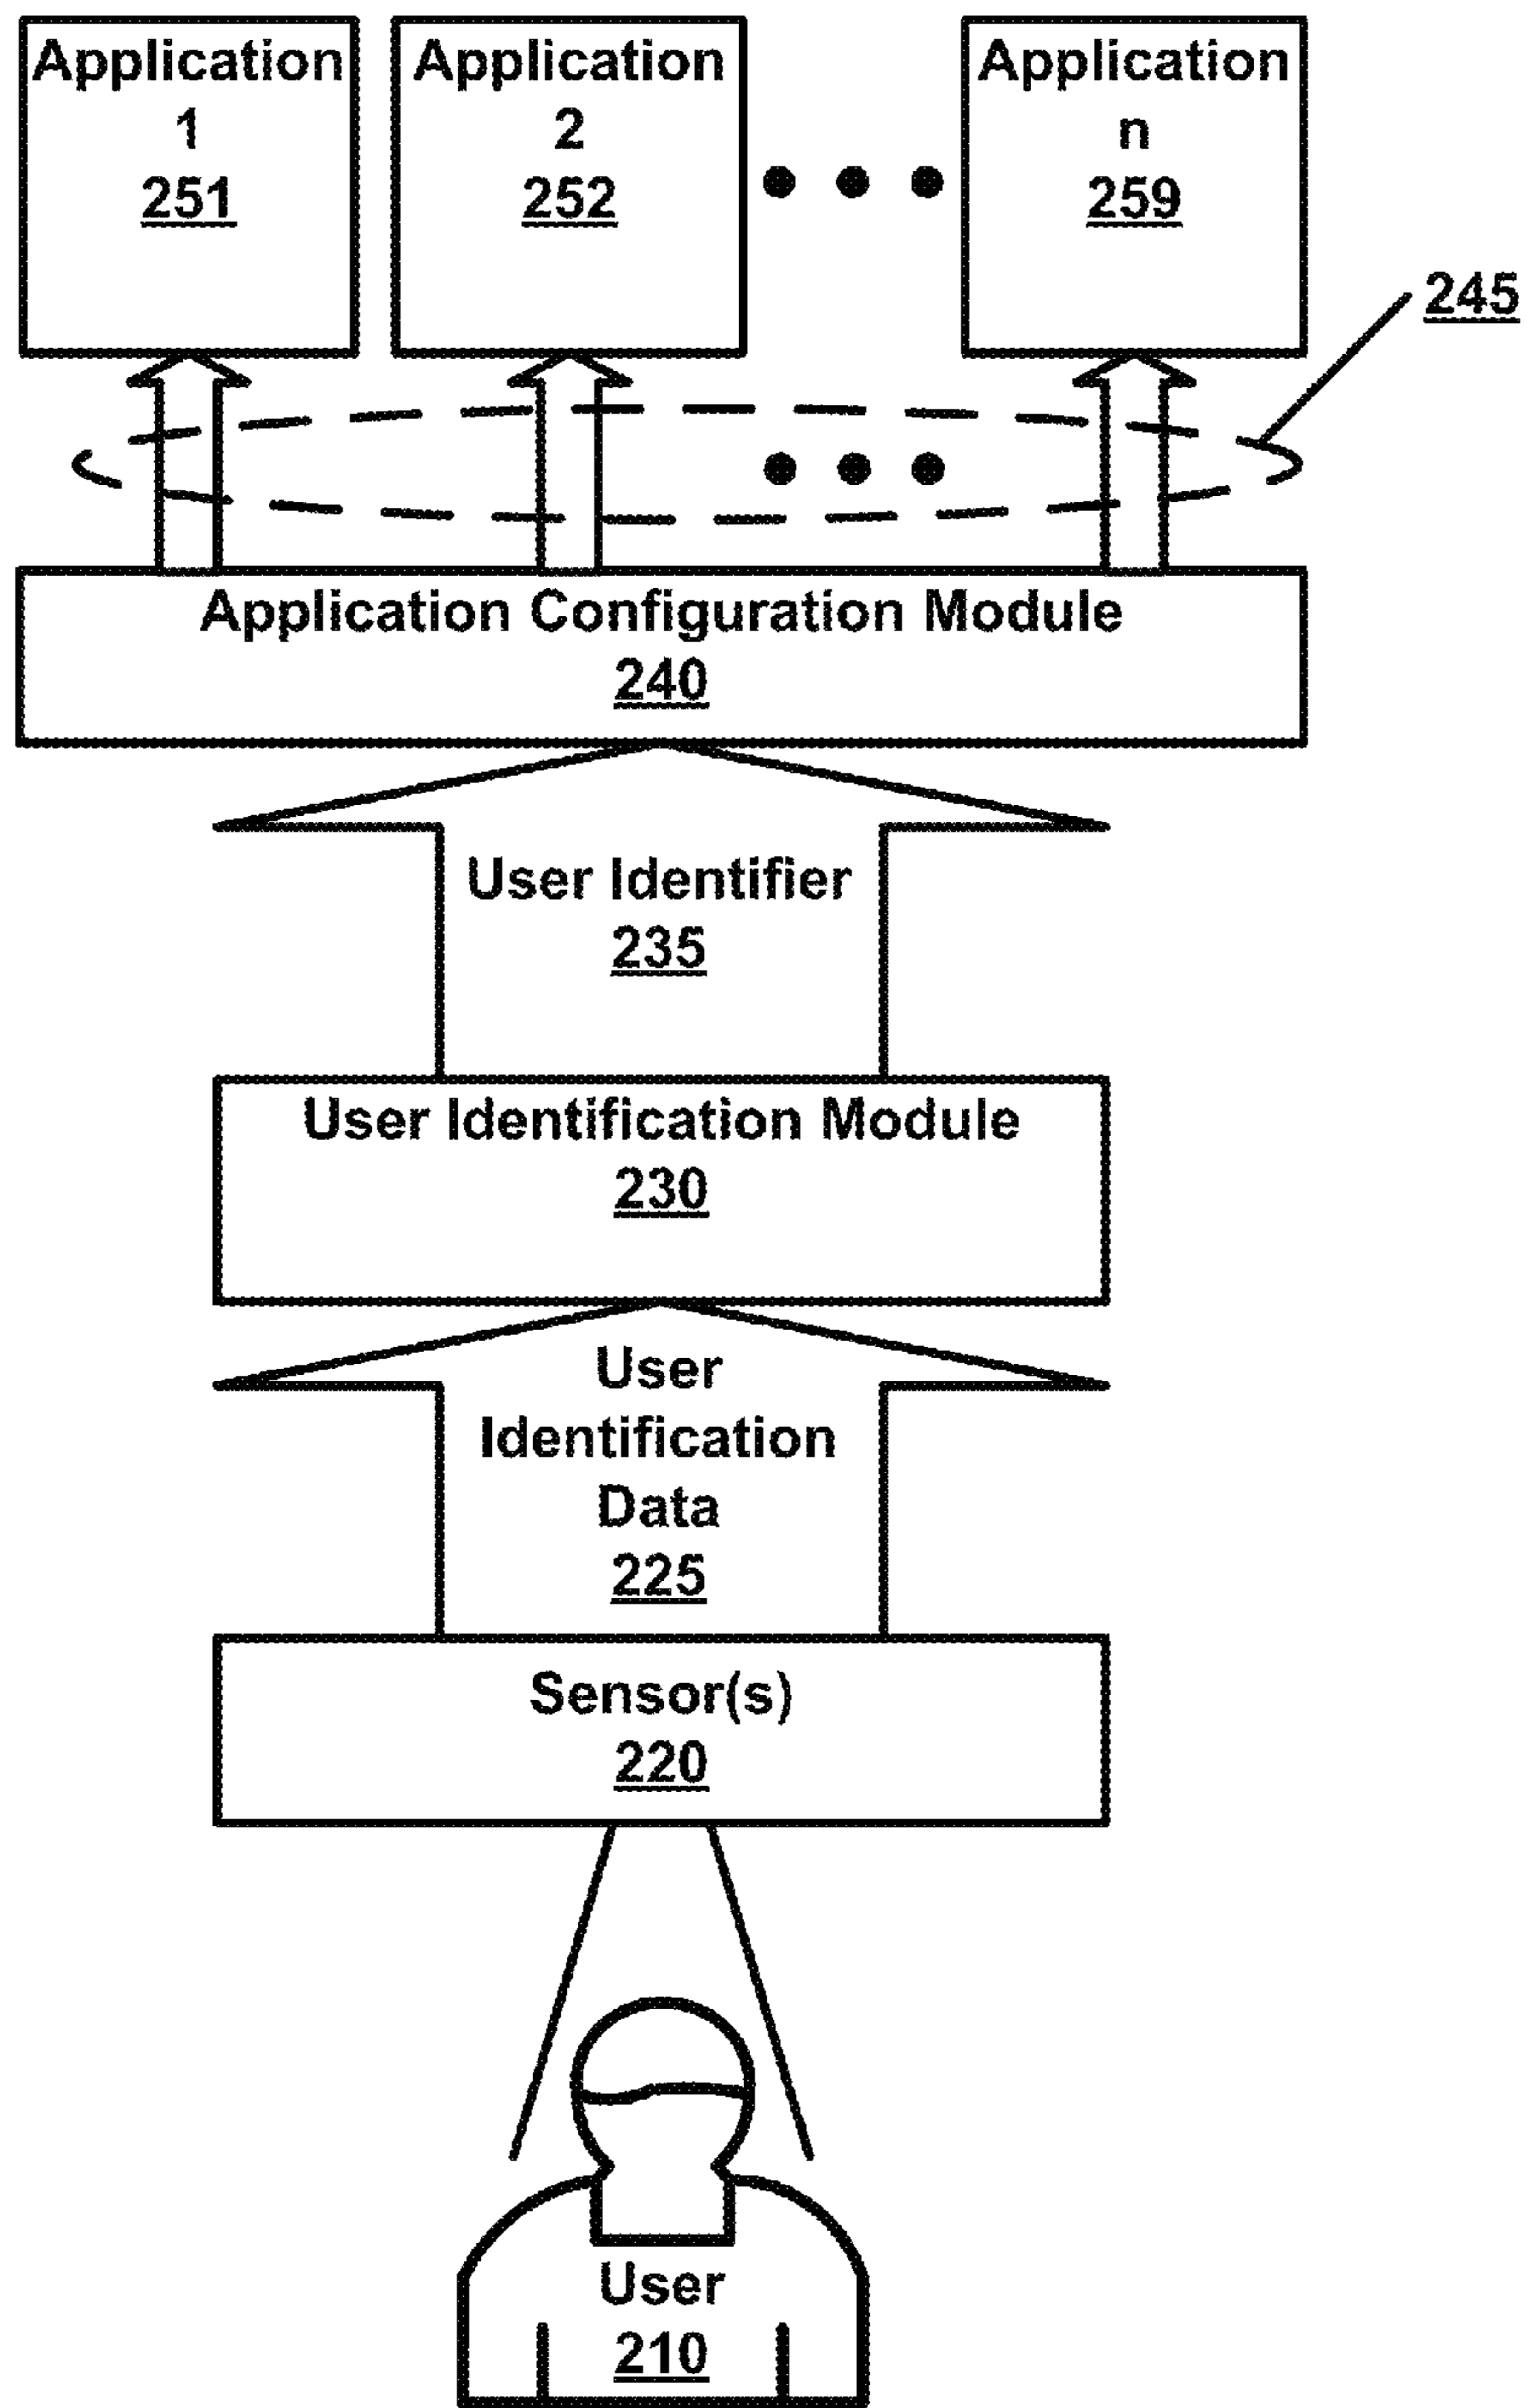 Application
1
251
Application
2
252
Application
n
259
245
Application Configuration Module
240
User Identifier
235
User Identification Module
230
User
Identification
Data
225
Sensor(s)
220
User
210